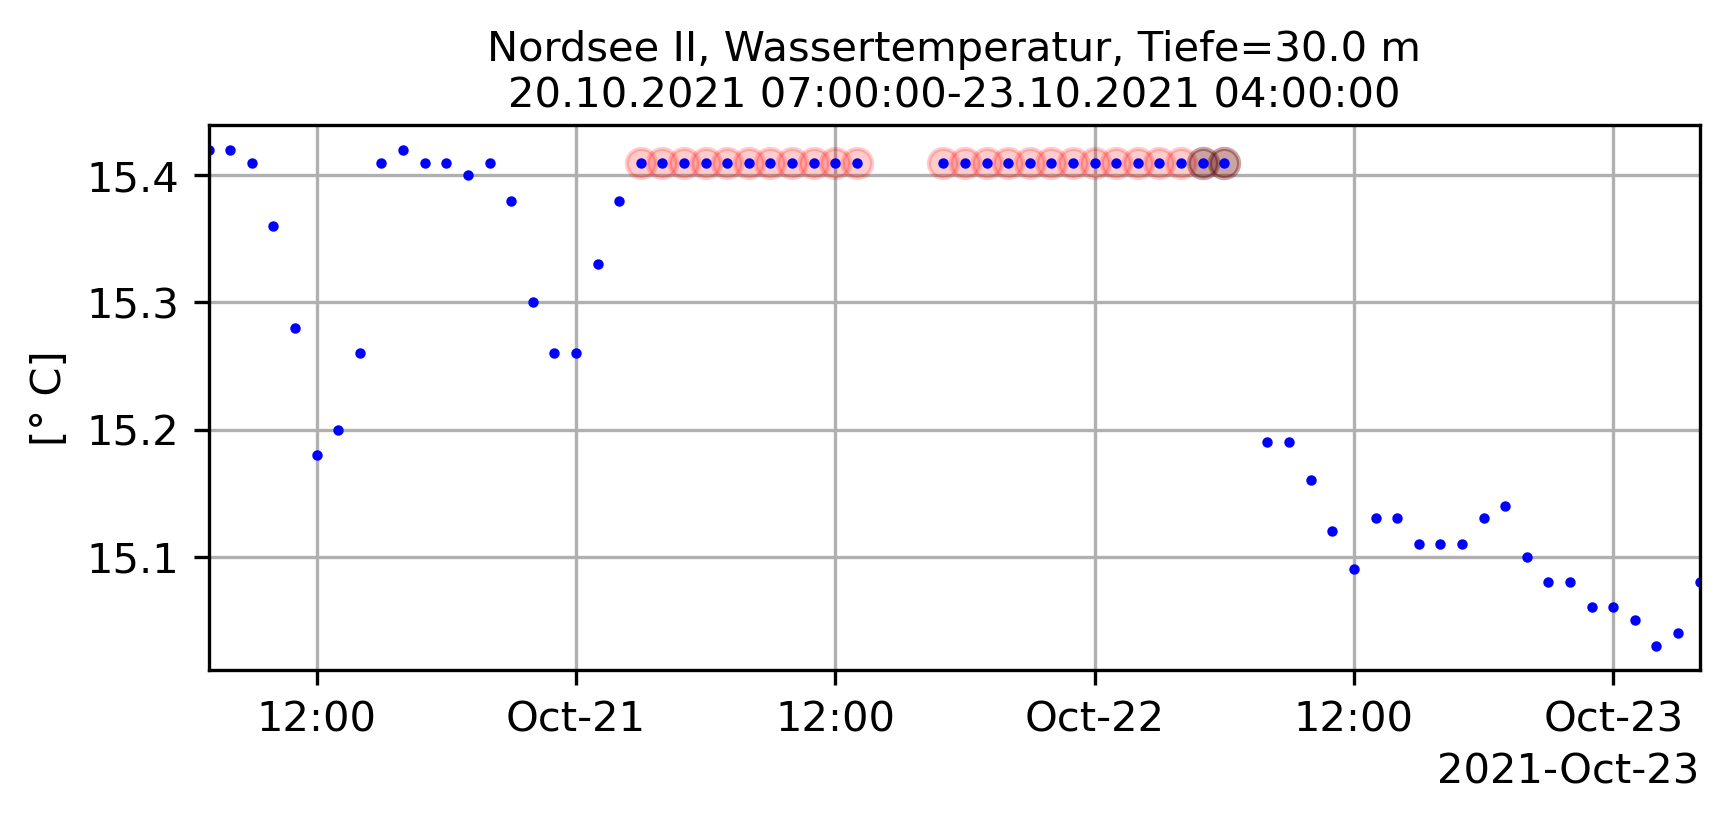 Nordsee II, Wassertemperatur, Tiefe=30.0 m
20.10.2021 07:00:00-23.10.2021 04:00:00
[° C]
15.4
15.3
15.2
15.1
12:00 Oct-21 12:00 Oct-22 12:00 Oct-23
2021-Oct-23